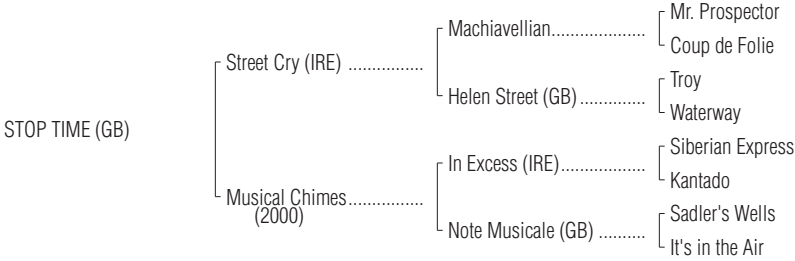 Mr. Prospector
Machiavellian....................
Coup de Folie
Street Cry (IRE) ................
Troy
Helen Street (GB) ..............
Waterway
STOP TIME (GB)
Siberian Express
In Excess (IRE)..................
Kantado
Musical Chimes................
(2000)
Sadler's Wells
Note Musicale (GB) ..........
It's in the Air